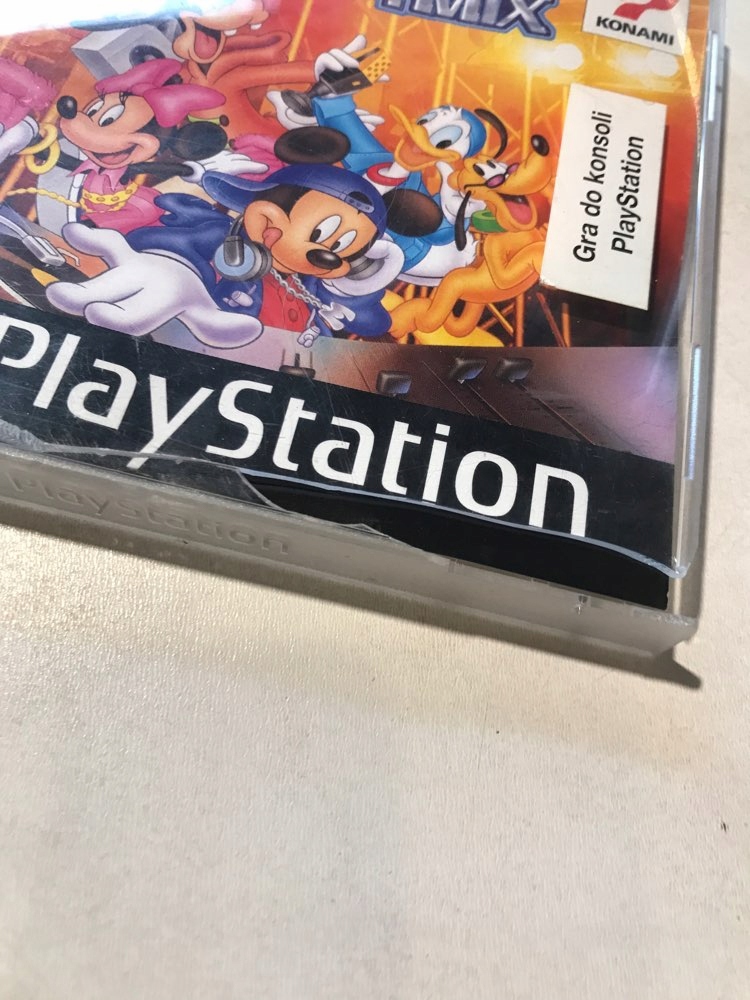 MIX
KONAMI
Gra do konsoli
PlayStation
PlayStation
PlayStation